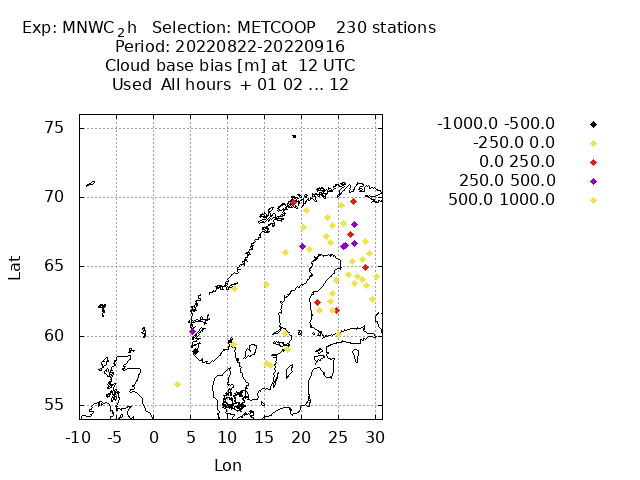 Exp: MNWC₂h   Selection: METCOOP    230 stations
Period: 20220822-20220916
Cloud base bias [m] at  12 UTC
Used  All hours  + 01 02 ... 12
-1000.0 -500.0
-250.0 0.0
0.0 250.0
250.0 500.0
500.0 1000.0
75
70
65
60
55
Lat
-10 -5 0 5 10 15 20 25 30
Lon